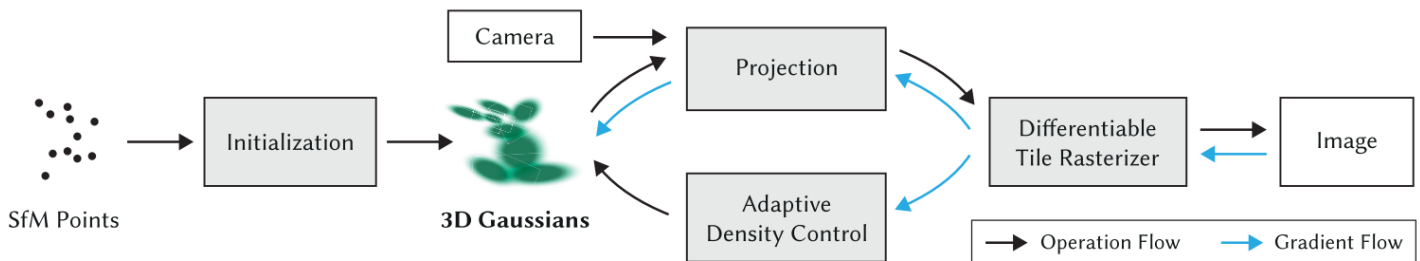 Camera
Projection
Initialization
Differentiable
Tile Rasterizer
Image
SfM Points
3D Gaussians
Adaptive
Density Control
Operation Flow
Gradient Flow